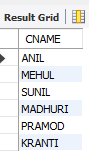 Result Grid
CNAME
ANIL
MEHUL
SUNIL
MADHURI
PRAMOD
KRANTI